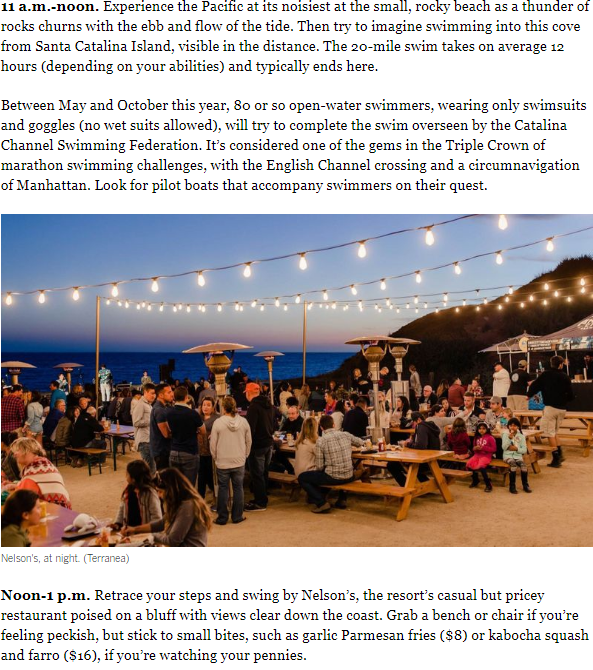 11 a.m.-noon. Experience the Pacific at its noisiest at the small, rocky beach as a thunder of
rocks churns with the ebb and flow of the tide. Then try to imagine swimming into this cove
from Santa Catalina Island, visible in the distance. The 20-mile swim takes on average 12
hours (depending on your abilities) and typically ends here.
Between May and October this year, 80 or so open-water swimmers, wearing only swimsuits
and goggles (no wet suits allowed), will try to complete the swim overseen by the Catalina
Channel Swimming Federation. It’s considered one of the gems in the Triple Crown of
marathon swimming challenges, with the English Channel crossing and a circumnavigation
of Manhattan. Look for pilot boats that accompany swimmers on their quest.
Nelson's, at night. (Terranea)
Noon-1 p.m. Retrace your steps and swing by Nelson’s, the resort’s casual but pricey
restaurant poised on a bluff with views clear down the coast. Grab a bench or chair if you’re
feeling peckish, but stick to small bites, such as garlic Parmesan fries ($8) or kabocha squash
and farro ($16), if you’re watching your pennies.